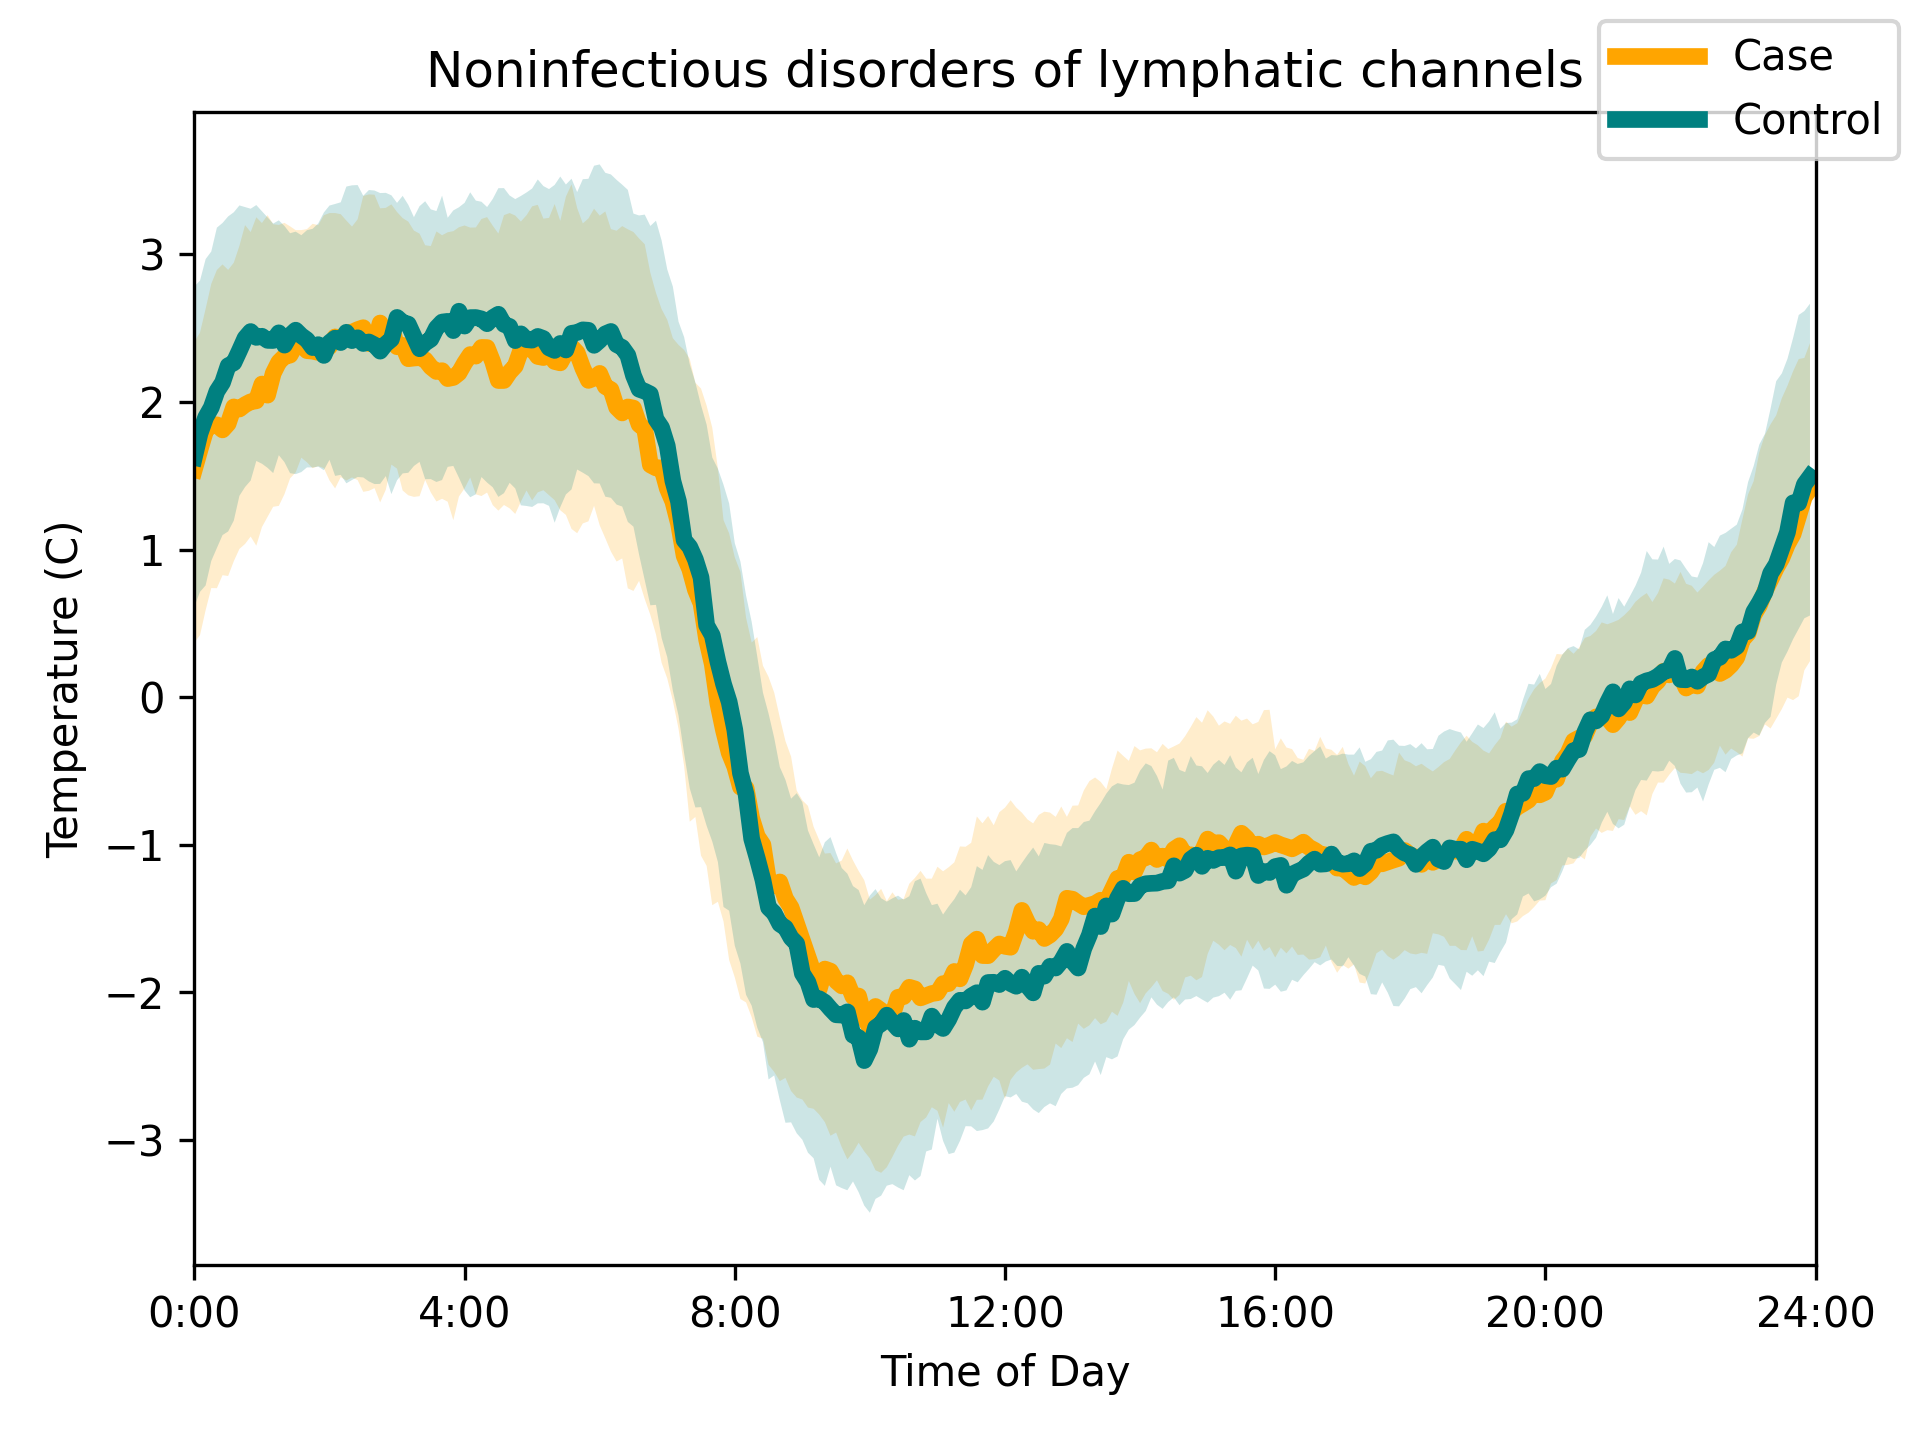 Noninfectious disorders of lymphatic channels
Case
Control
Temperature (C)
3
2
1
0
−1
−2
−3
0:00 4:00 8:00 12:00 16:00 20:00 24:00
Time of Day